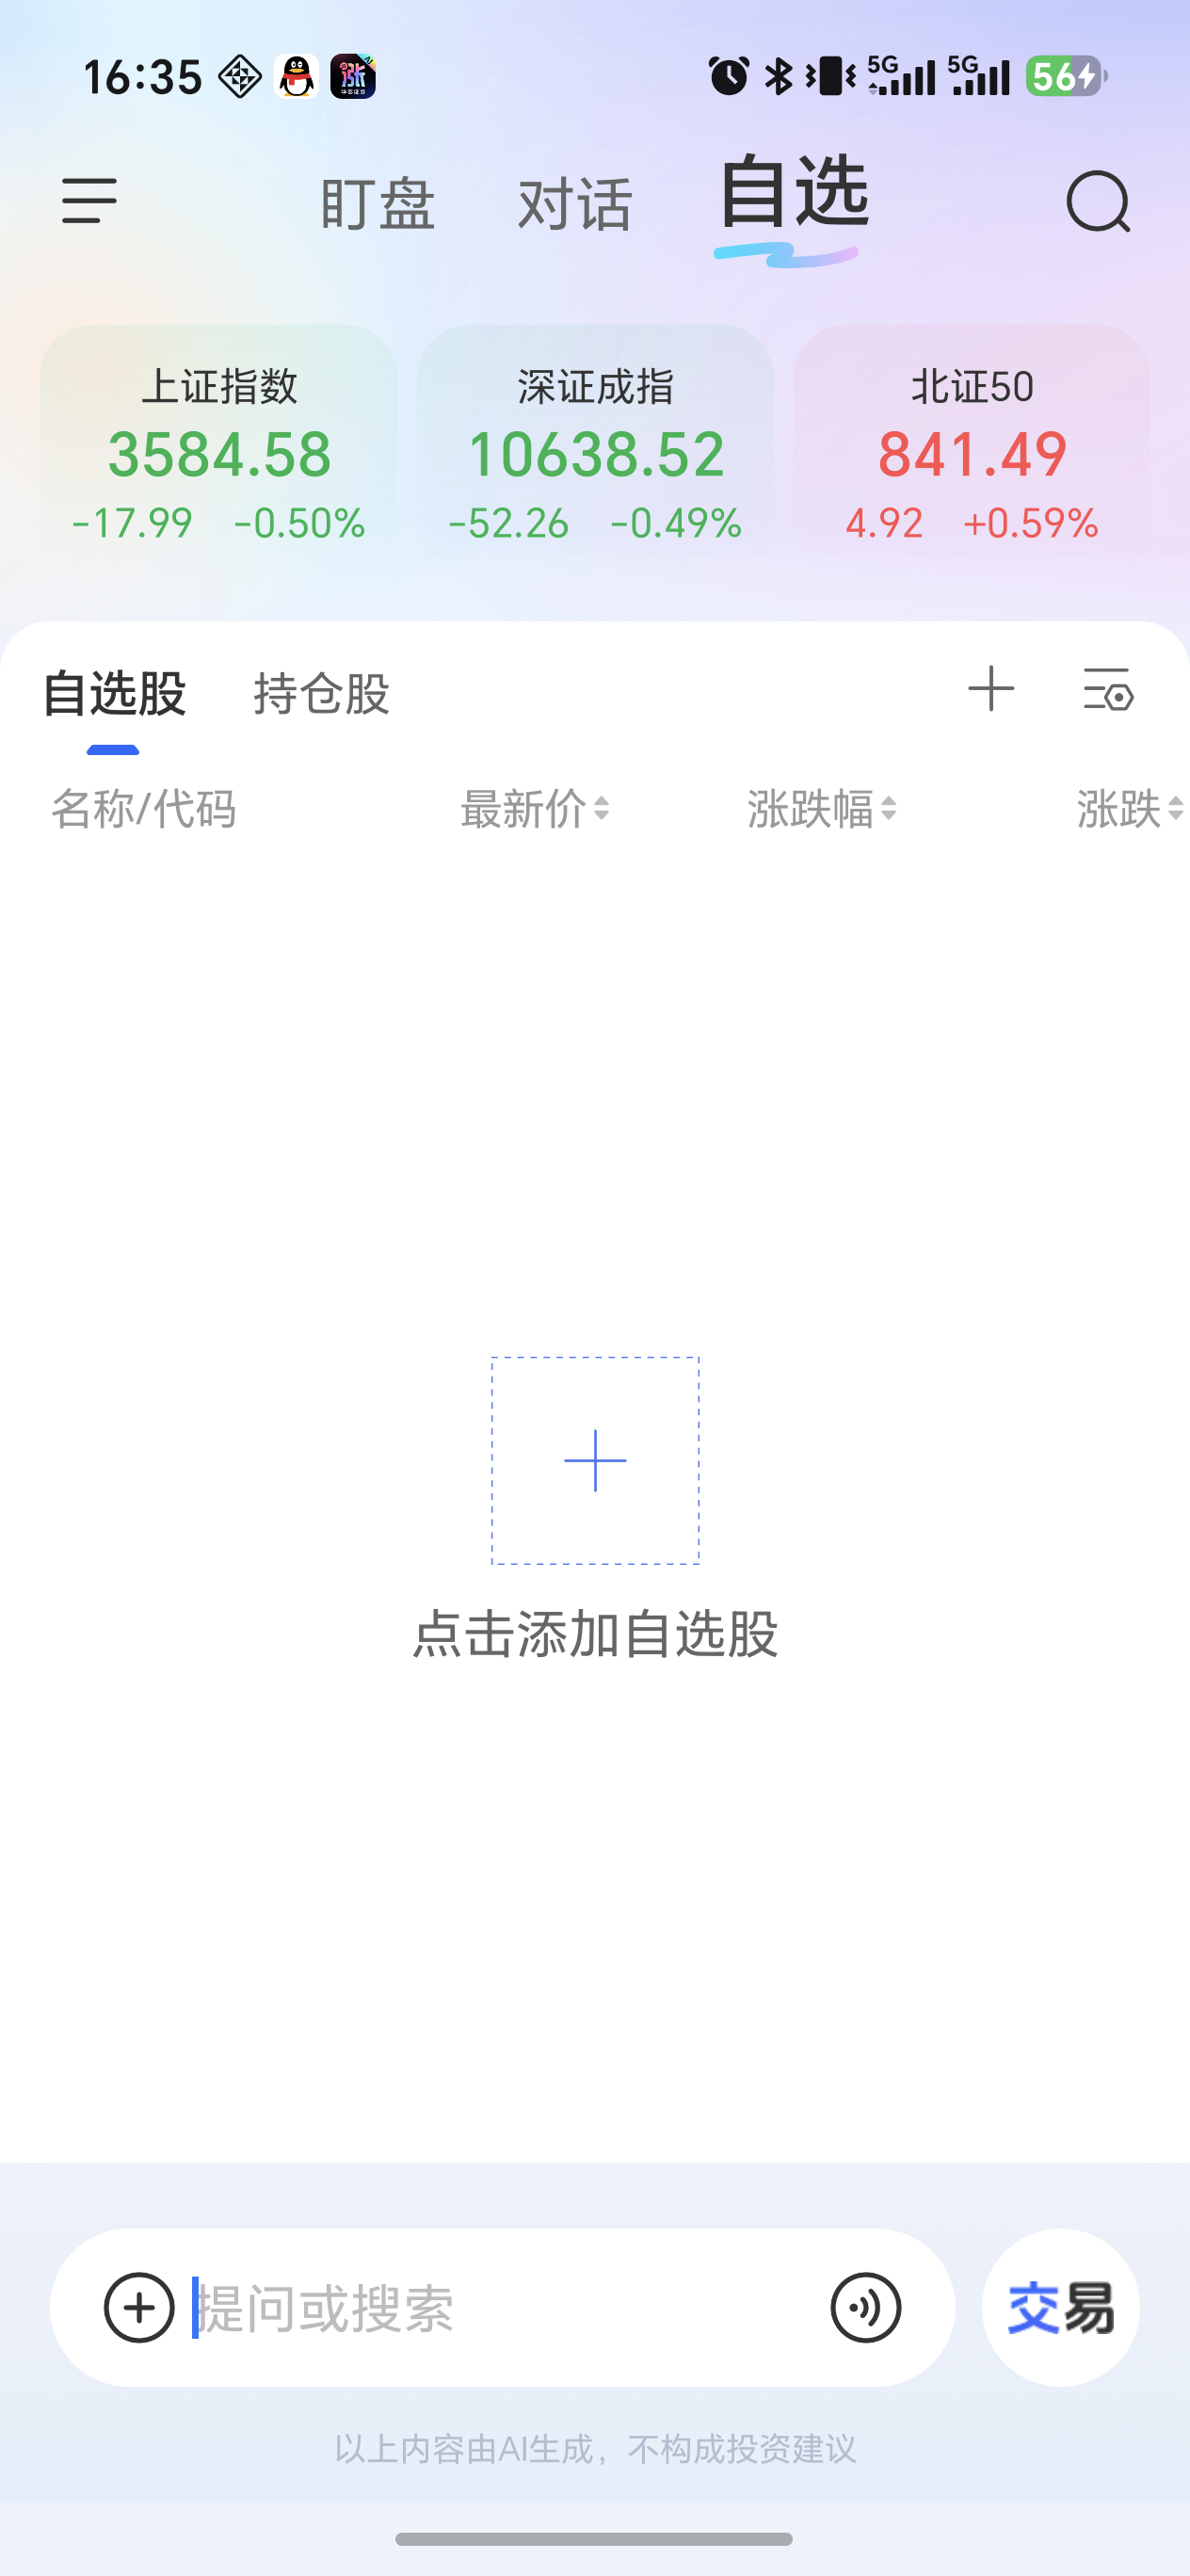 16:35 涨 5G 5G 56
盯盘 对话 自选
上证指数 深证成指 北证50
3584.58 10638.52 841.49
-17.99 -0.50% -52.26 -0.49% 4.92 +0.59%
自选股 持仓股
名称/代码 最新价 涨跌幅 涨跌
点击添加自选股
提问或搜索 交易
以上内容由AI生成，不构成投资建议